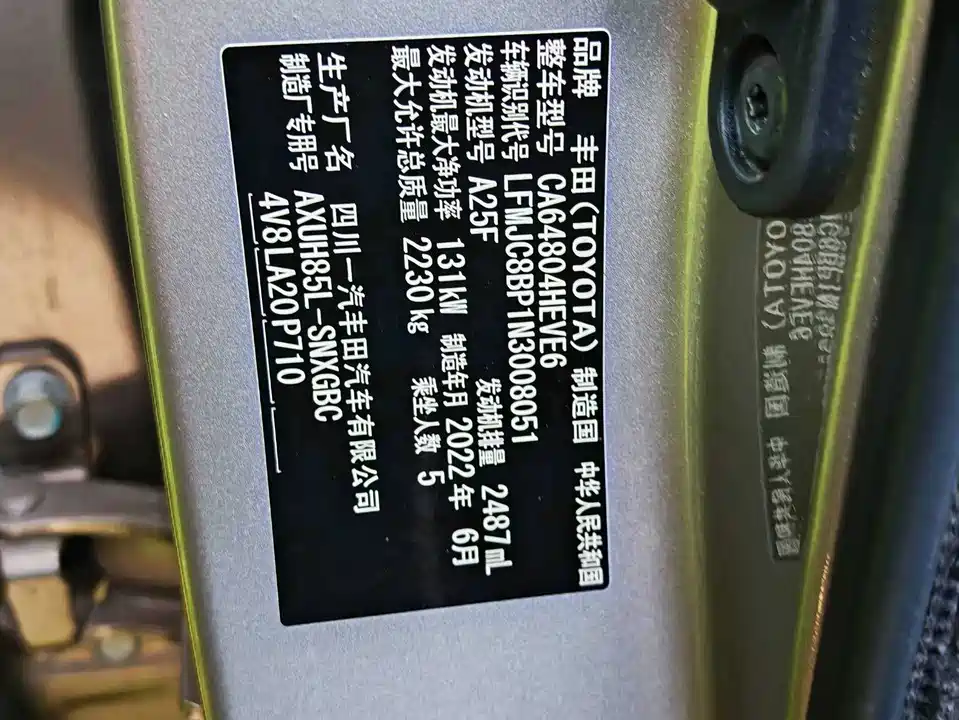 品牌 丰田(TOYOTA) 制造国 中华人民共和国
整车型号 CA64804HEVE6
车辆识别代号 LFMJC8BP1N3008051
发动机型号 A25F 发动机排量 2487mL
发动机最大净功率 131kW 制造年月 2022年 6月
最大允许总质量 2230kg 乘坐人数 5
生产厂名 四川一汽丰田汽车有限公司
制造厂专用号 AXUH85L-SNXGBC
4V8LA20P710